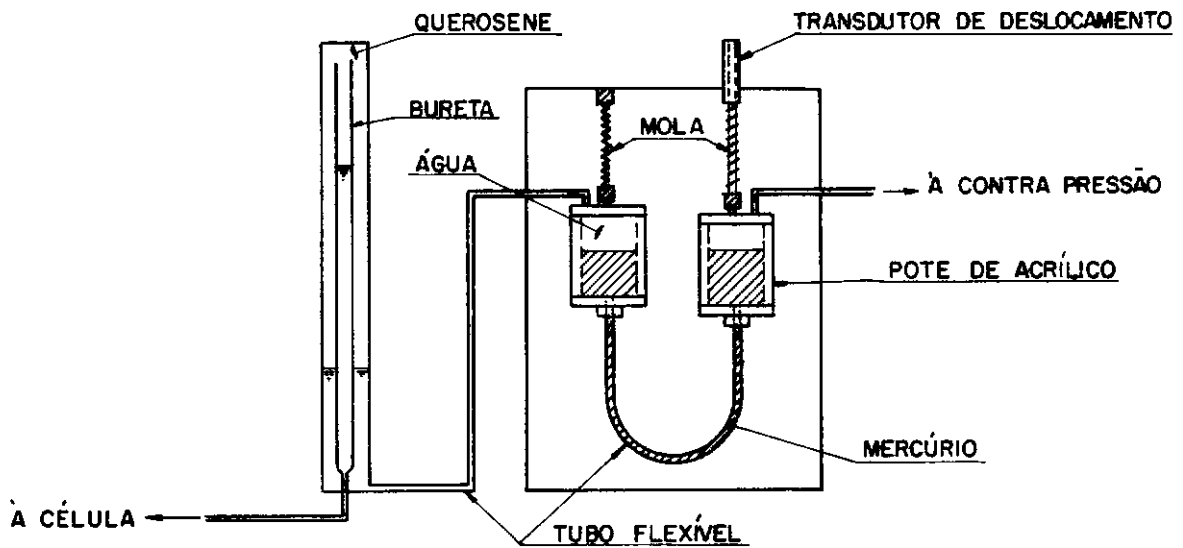 QUEROSENE
TRANSDUTOR DE DESLOCAMENTO
BURETA
MOLA
ÁGUA
À CONTRA PRESSÃO
POTE DE ACRÍLICO
MERCÚRIO
À CÉLULA
TUBO FLEXÍVEL